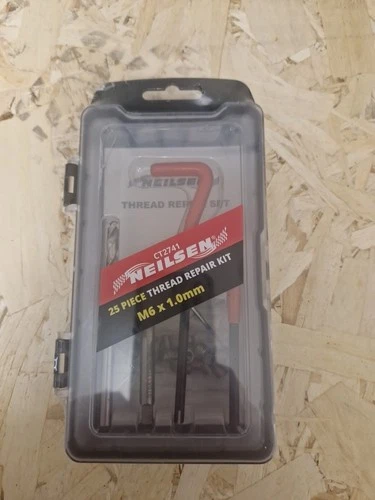 NEILSEN
THREAD REPAIR SET
CT2741
NEILSEN
25 PIECE THREAD REPAIR KIT
M6 x 1.0mm